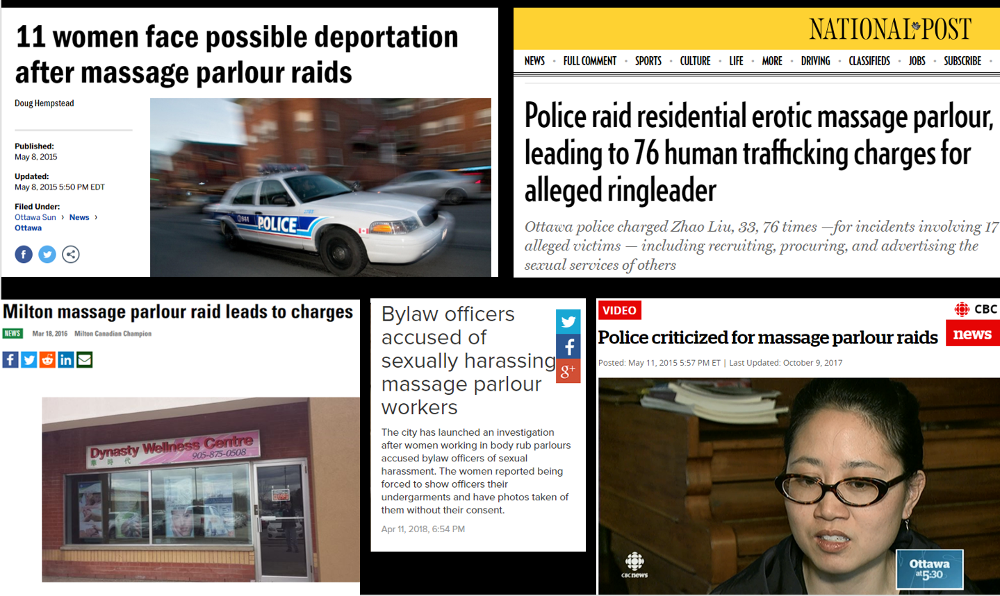 11 women face possible deportation
after massage parlour raids
Doug Hempstead
Published:
May 8, 2015
Updated:
May 8, 2015 5:50 PM EDT
Filed Under:
Ottawa Sun › News ›
Ottawa
POLICE
NATIONAL POST
NEWS • FULL COMMENT • SPORTS • CULTURE • LIFE • MORE • DRIVING • CLASSIFIEDS • JOBS • SUBSCRIBE •
Police raid residential erotic massage parlour,
leading to 76 human trafficking charges for
alleged ringleader
Ottawa police charged Zhao Liu, 33, 76 times —for incidents involving 17
alleged victims — including recruiting, procuring, and advertising the
sexual services of others
Milton massage parlour raid leads to charges
NEWS Mar 18, 2016 Milton Canadian Champion
Dynasty Wellness Centre
華 時 代 905-875-0508
Bylaw officers
accused of
sexually harassing
massage parlour
workers
The city has launched an investigation
after women working in body rub parlours
accused bylaw officers of sexual
harassment. The women reported being
forced to show officers their
undergarments and have photos taken of
them without their consent.
Apr 11, 2018, 6:54 PM
g+
VIDEO
CBC
news
Police criticized for massage parlour raids
Posted: May 11, 2015 5:57 PM ET | Last Updated: October 9, 2017
CBC news
Ottawa
at 5:30